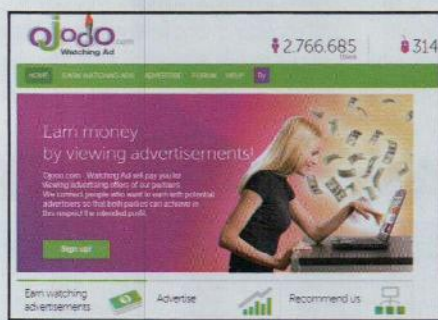 Ojooo.com
Watching Ad
2.766.685
Users
314
HOME EARN WATCHING ADS ADVERTISE FORUM HELP
Earn money
by viewing advertisements!
Ojooo.com - Watching Ad will pay you for
viewing advertising offers of our partners.
We connect people who want to earn with potential
advertisers so that both parties can achieve in
this respect the intended profit.
Sign up!
Earn watching
advertisements
Advertise
Recommend us